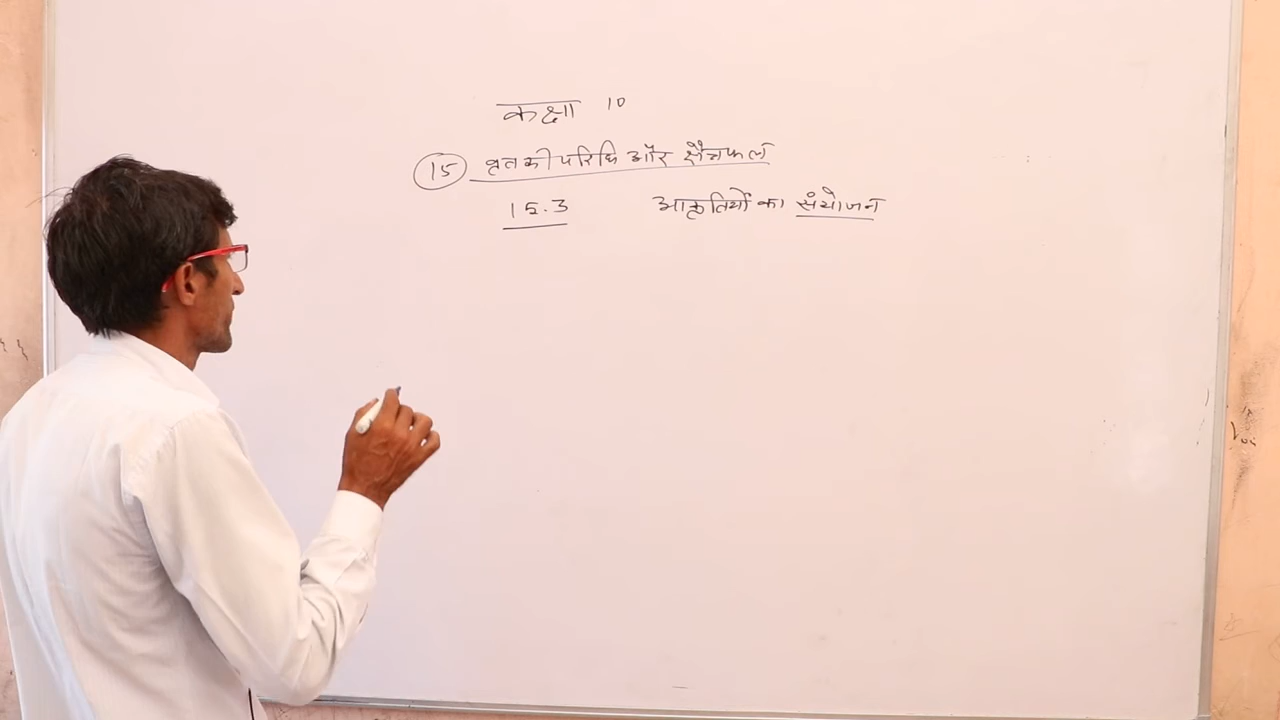 कक्षा 10
15 वृत की परिधि और क्षैत्रफल
15.3 आकृतियों का संयोजन